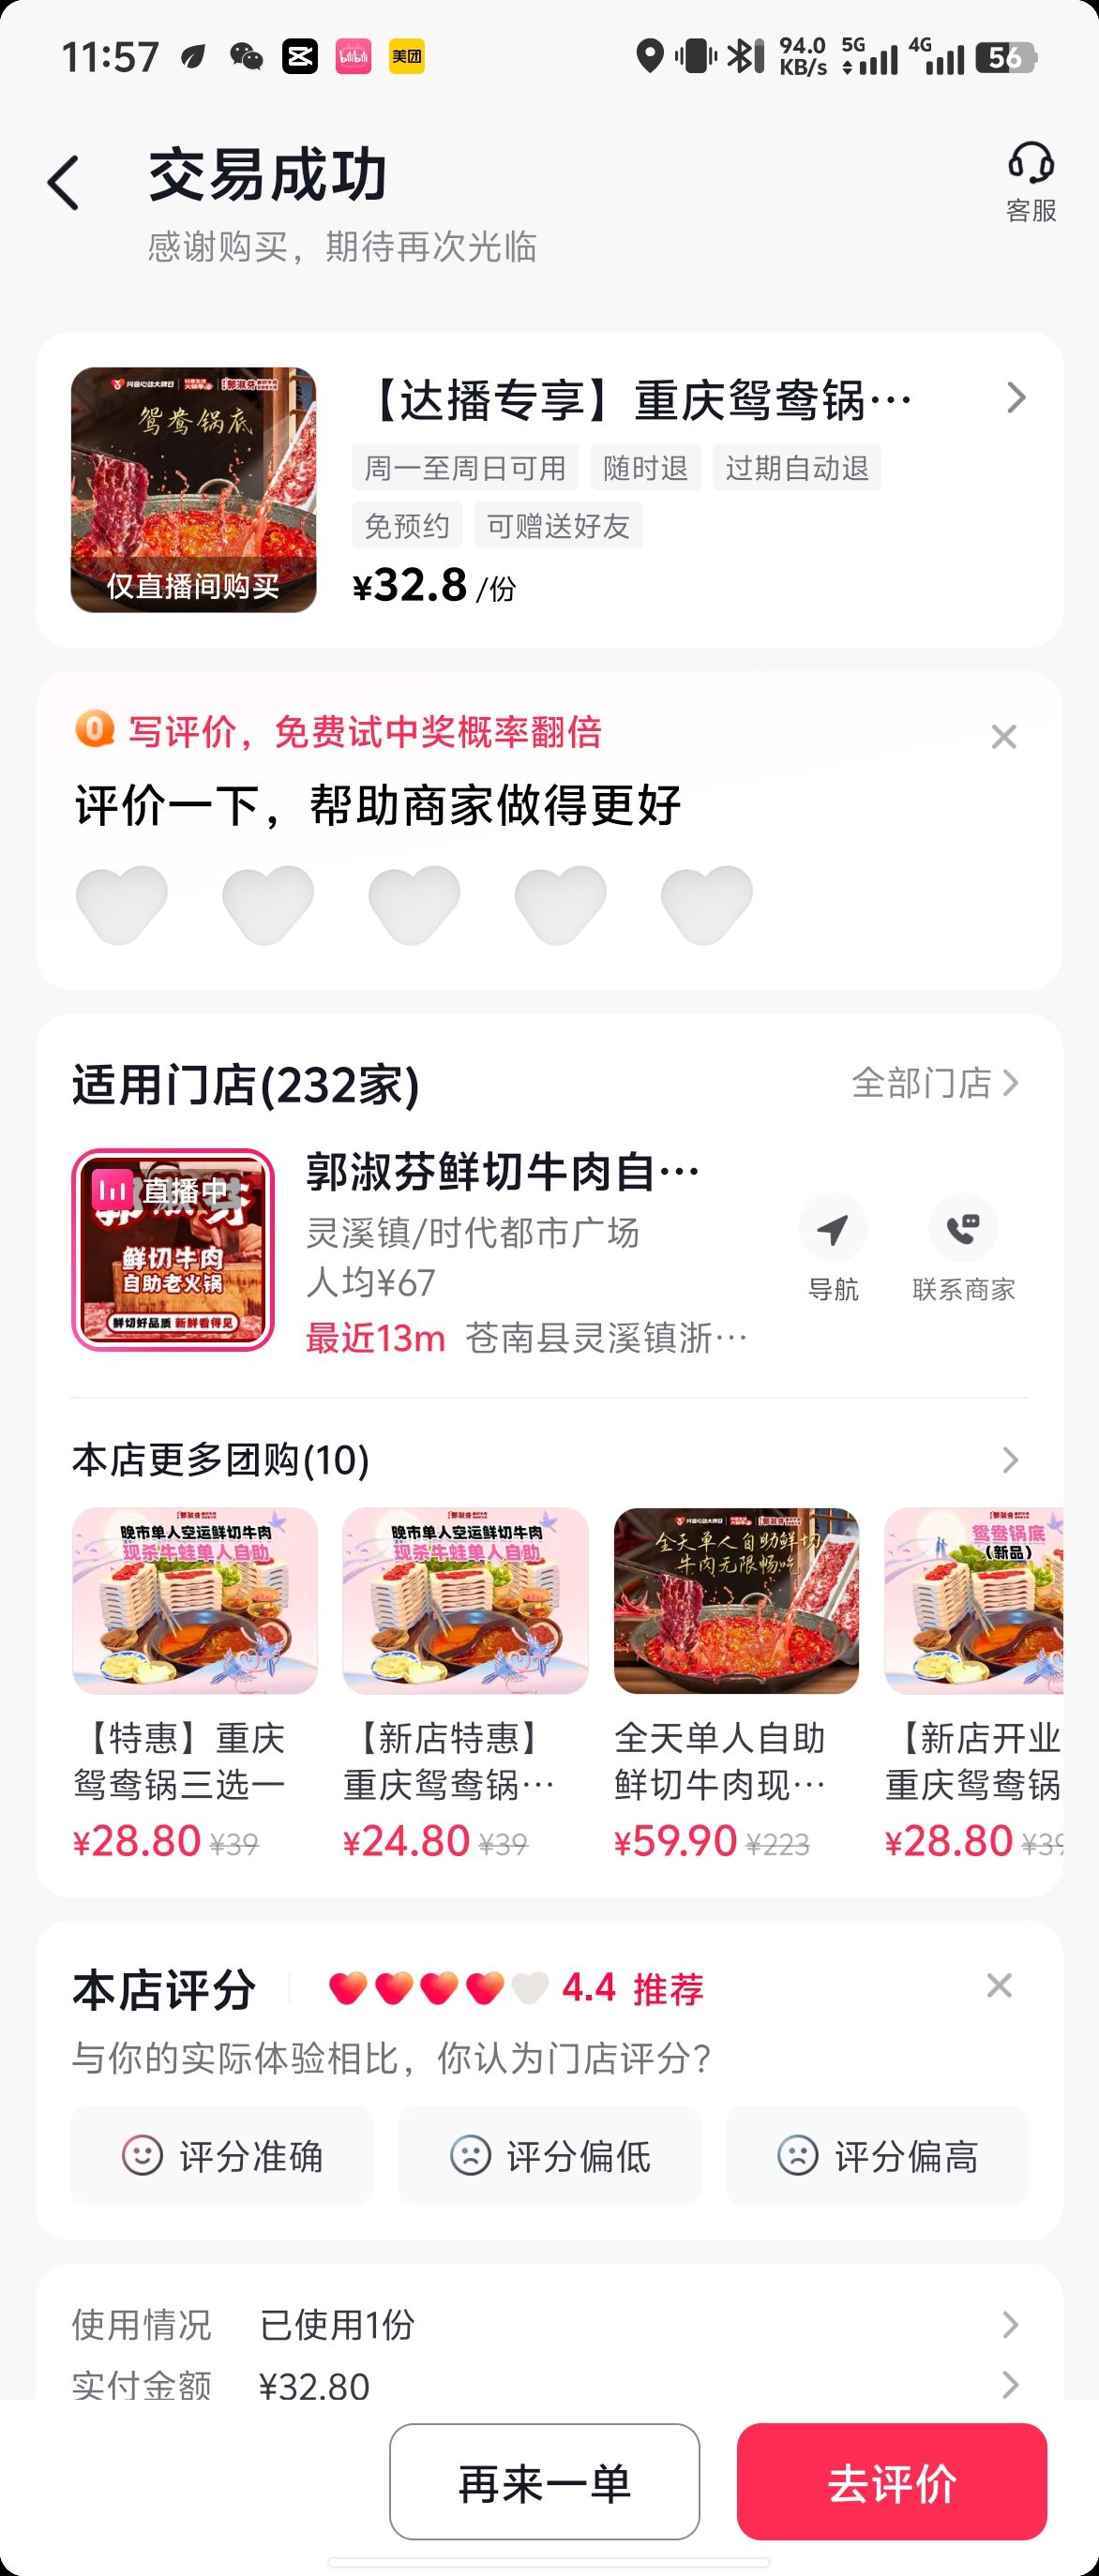 11:57
美团
94.0 KB/s
5G
4G
56
交易成功
感谢购买，期待再次光临
客服
鸳鸯锅底
仅直播间购买
【达播专享】重庆鸳鸯锅…
周一至周日可用 随时退 过期自动退
免预约 可赠送好友
¥32.8 /份
写评价，免费试中奖概率翻倍
评价一下，帮助商家做得更好
适用门店(232家)
全部门店
直播中
鲜切牛肉
自助老火锅
鲜切好品质 新鲜看得见
郭淑芬鲜切牛肉自…
灵溪镇/时代都市广场
人均¥67
最近13m 苍南县灵溪镇浙…
导航
联系商家
本店更多团购(10)
晚市单人空运鲜切牛肉
现杀牛蛙单人自助
晚市单人空运鲜切牛肉
现杀牛蛙单人自助
全天单人自助鲜切
牛肉无限畅吃
鸳鸯锅底
(新品)
【特惠】重庆
鸳鸯锅三选一
¥28.80 ¥39
【新店特惠】
重庆鸳鸯锅…
¥24.80 ¥39
全天单人自助
鲜切牛肉现…
¥59.90 ¥223
【新店开业
重庆鸳鸯锅
¥28.80 ¥39
本店评分
4.4 推荐
与你的实际体验相比，你认为门店评分?
评分准确
评分偏低
评分偏高
使用情况 已使用1份
实付金额 ¥32.80
再来一单
去评价